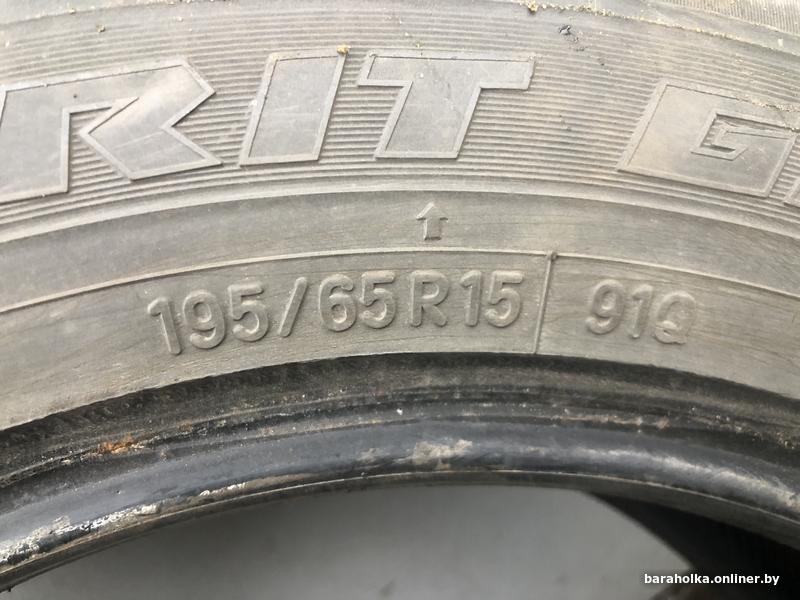 RIT G
195/65R15 91Q
baraholka.onliner.by